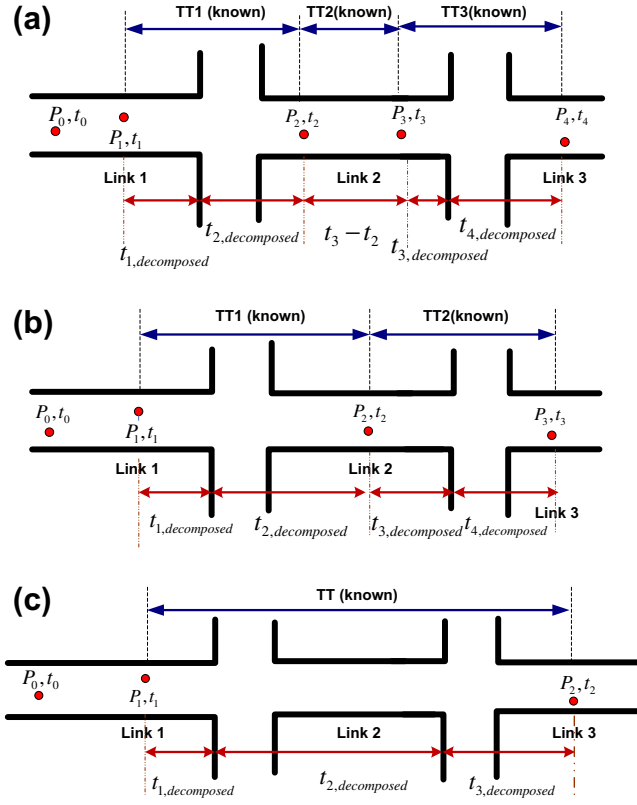 (a)
TT1 (known) TT2(known) TT3(known)
P0, t0 P1, t1 P2, t2 P3, t3 P4, t4
Link 1 Link 2 Link 3
t1,decomposed t2,decomposed t3 − t2 t3,decomposed t4,decomposed
(b)
TT1 (known) TT2(known)
P0, t0 P1, t1 P2, t2 P3, t3
Link 1 Link 2 Link 3
t1,decomposed t2,decomposed t3,decomposed t4,decomposed
(c)
TT (known)
P0, t0 P1, t1 P2, t2
Link 1 Link 2 Link 3
t1,decomposed t2,decomposed t3,decomposed